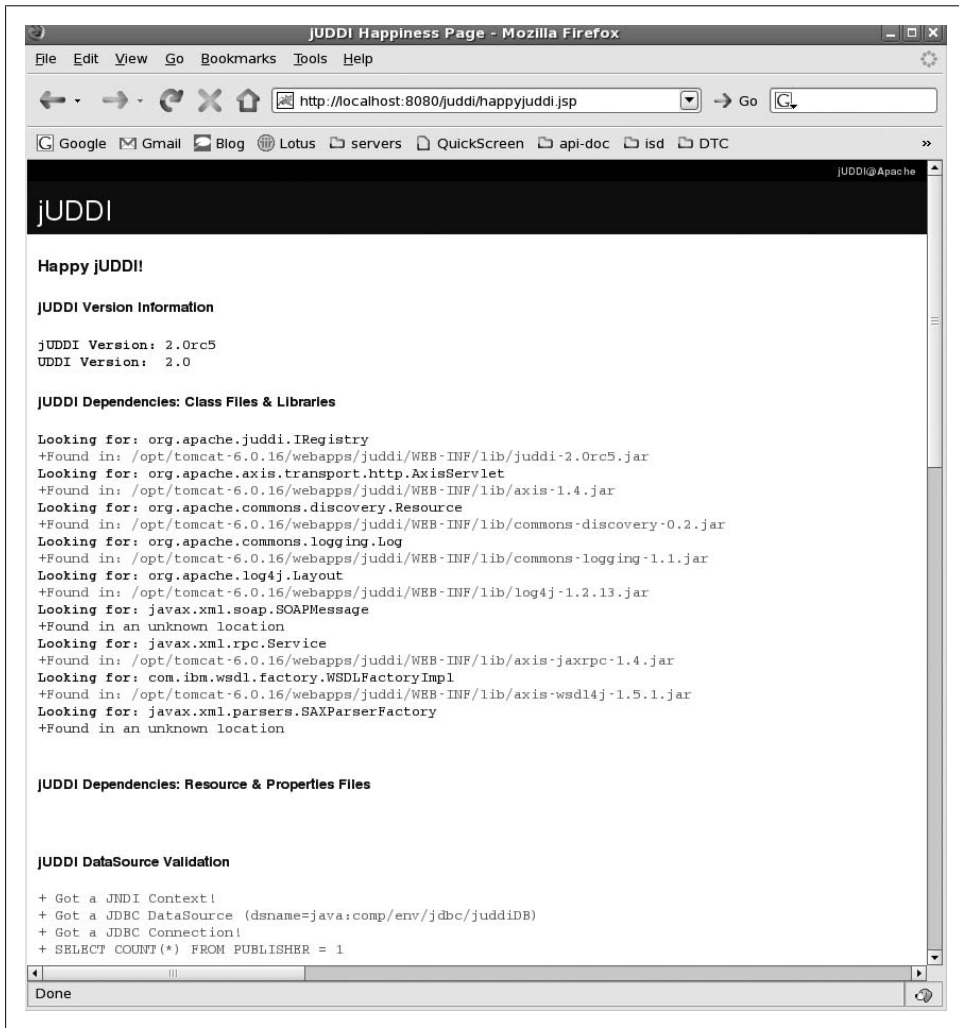 jUDDI Happiness Page - Mozilla Firefox
File Edit View Go Bookmarks Tools Help
http://localhost:8080/juddi/happyjuddi.jsp Go G
G Google Gmail Blog Lotus servers QuickScreen api-doc isd DTC »
jUDDI@Apache
jUDDI
Happy jUDDI!
jUDDI Version Information
jUDDI Version: 2.0rc5
UDDI Version: 2.0
jUDDI Dependencies: Class Files & Libraries
Looking for: org.apache.juddi.IRegistry
+Found in: /opt/tomcat-6.0.16/webapps/juddi/WEB-INF/lib/juddi-2.0rc5.jar
Looking for: org.apache.axis.transport.http.AxisServlet
+Found in: /opt/tomcat-6.0.16/webapps/juddi/WEB-INF/lib/axis-1.4.jar
Looking for: org.apache.commons.discovery.Resource
+Found in: /opt/tomcat-6.0.16/webapps/juddi/WEB-INF/lib/commons-discovery-0.2.jar
Looking for: org.apache.commons.logging.Log
+Found in: /opt/tomcat-6.0.16/webapps/juddi/WEB-INF/lib/commons-logging-1.1.jar
Looking for: org.apache.log4j.Layout
+Found in: /opt/tomcat-6.0.16/webapps/juddi/WEB-INF/lib/log4j-1.2.13.jar
Looking for: javax.xml.soap.SOAPMessage
+Found in an unknown location
Looking for: javax.xml.rpc.Service
+Found in: /opt/tomcat-6.0.16/webapps/juddi/WEB-INF/lib/axis-jaxrpc-1.4.jar
Looking for: com.ibm.wsdl.factory.WSDLFactoryImpl
+Found in: /opt/tomcat-6.0.16/webapps/juddi/WEB-INF/lib/axis-wsdl4j-1.5.1.jar
Looking for: javax.xml.parsers.SAXParserFactory
+Found in an unknown location
jUDDI Dependencies: Resource & Properties Files
jUDDI DataSource Validation
+ Got a JNDI Context!
+ Got a JDBC DataSource (dsname=java:comp/env/jdbc/juddiDB)
+ Got a JDBC Connection!
+ SELECT COUNT(*) FROM PUBLISHER = 1
Done